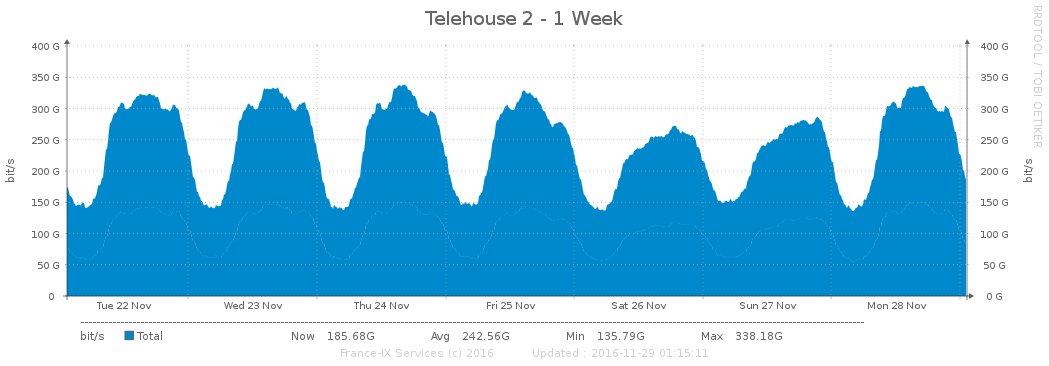 Telehouse 2 - 1 Week
RRDTOOL / TOBI OETIKER
400 G 400 G
350 G 350 G
300 G 300 G
250 G 250 G
200 G 200 G
150 G 150 G
100 G 100 G
50 G 50 G
0 0 G
bit/s
bit/s
Tue 22 Nov Wed 23 Nov Thu 24 Nov Fri 25 Nov Sat 26 Nov Sun 27 Nov Mon 28 Nov
bit/s Total Now 185.68G Avg 242.56G Min 135.79G Max 338.18G
France-IX Services (c) 2016 Updated : 2016-11-29 01:15:11